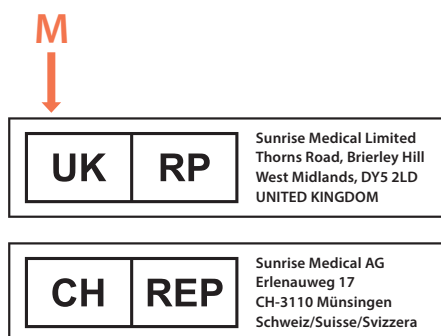 M
UK RP
Sunrise Medical Limited
Thorns Road, Brierley Hill
West Midlands, DY5 2LD
UNITED KINGDOM
CH REP
Sunrise Medical AG
Erlenauweg 17
CH-3110 Münsingen
Schweiz/Suisse/Svizzera